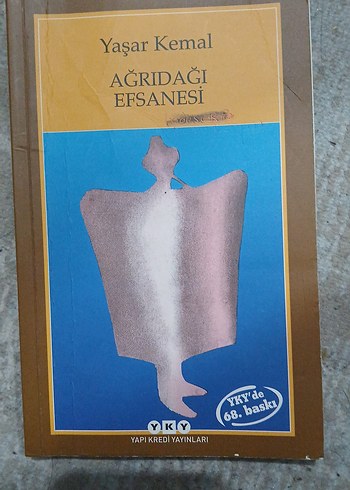 Yaşar Kemal
AĞRIDAĞI
EFSANESİ
YKY'de
68. baskı
YKY
YAPI KREDİ YAYINLARI